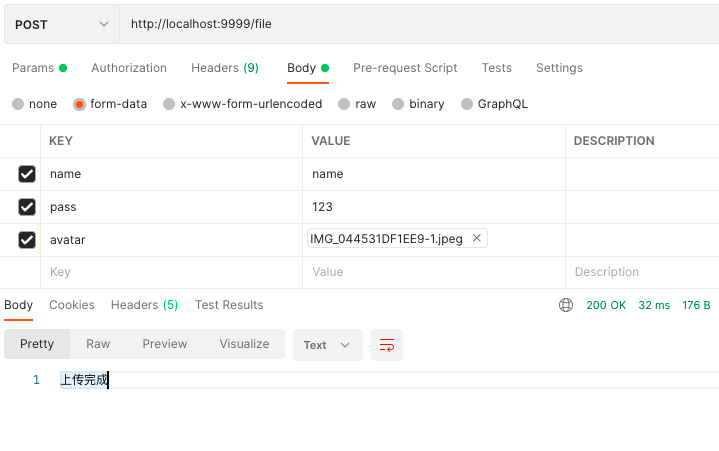 POST http://localhost:9999/file
Params Authorization Headers (9) Body Pre-request Script Tests Settings
none form-data x-www-form-urlencoded raw binary GraphQL
KEY VALUE DESCRIPTION
name name
pass 123
avatar IMG_044531DF1EE9-1.jpeg
Key Value Description
Body Cookies Headers (5) Test Results 200 OK 32 ms 176 B
Pretty Raw Preview Visualize Text
1 上传完成